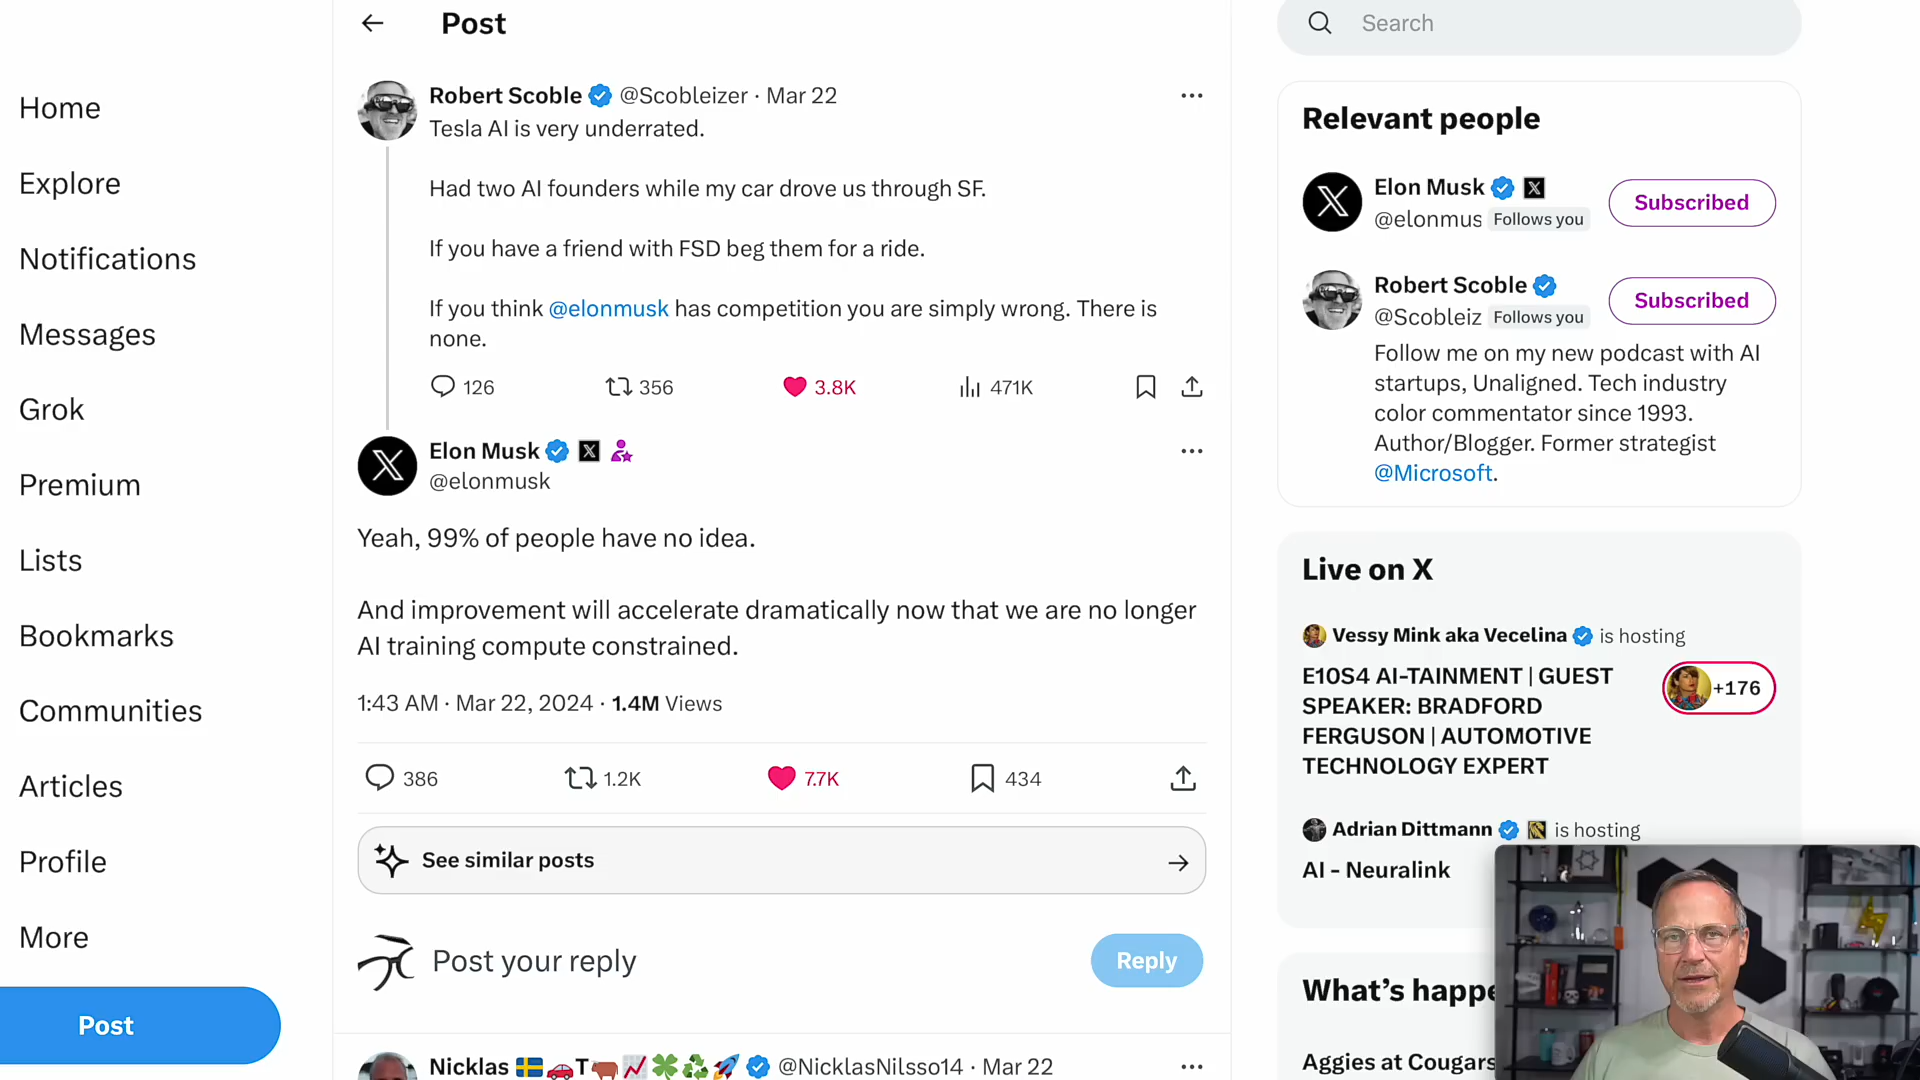 Home
Explore
Notifications
Messages
Grok
Premium
Lists
Bookmarks
Communities
Articles
Profile
More
Post
Post
Robert Scoble @Scobleizer · Mar 22
Tesla AI is very underrated.
Had two AI founders while my car drove us through SF.
If you have a friend with FSD beg them for a ride.
If you think @elonmusk has competition you are simply wrong. There is
none.
126 356 3.8K 471K
Elon Musk
@elonmusk
Yeah, 99% of people have no idea.
And improvement will accelerate dramatically now that we are no longer
AI training compute constrained.
1:43 AM · Mar 22, 2024 · 1.4M Views
386 1.2K 7.7K 434
See similar posts
Post your reply
Reply
Nicklas T @NicklasNilsso14 · Mar 22
Search
Relevant people
Elon Musk
@elonmus Follows you
Subscribed
Robert Scoble
@Scobleiz Follows you
Subscribed
Follow me on my new podcast with AI
startups, Unaligned. Tech industry
color commentator since 1993.
Author/Blogger. Former strategist
@Microsoft.
Live on X
Vessy Mink aka Vecelina is hosting
E10S4 AI-TAINMENT | GUEST
SPEAKER: BRADFORD
FERGUSON | AUTOMOTIVE
TECHNOLOGY EXPERT
+176
Adrian Dittmann is hosting
AI - Neuralink
What's happe
Aggies at Cougars